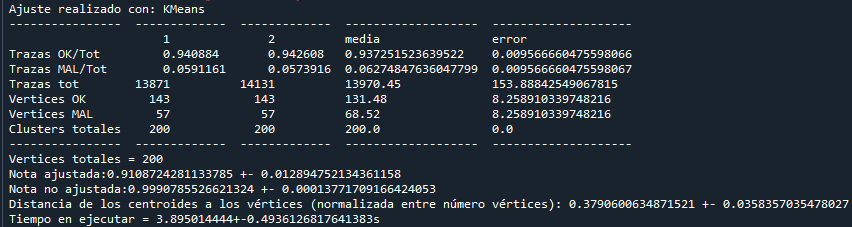 Ajuste realizado con: KMeans
---------------  -------------  -------------  -------------------  --------------------
                 1              2              media                error
Trazas OK/Tot    0.940884       0.942608       0.937251523639522    0.009566660475598066
Trazas MAL/Tot   0.0591161      0.0573916      0.06274847636047799  0.009566660475598067
Trazas tot       13871          14131          13970.45             153.88842549067815
Vertices OK      143            143            131.48               8.258910339748216
Vertices MAL     57             57             68.52                8.258910339748216
Clusters totales 200            200            200.0                0.0
---------------  -------------  -------------  -------------------  --------------------
Vertices totales = 200
Nota ajustada:0.9108724281133785 +- 0.012894752134361158
Nota no ajustada:0.9990785526621324 +- 0.00013771709166424053
Distancia de los centroides a los vértices (normalizada entre número vértices): 0.3790600634871521 +- 0.0358357035478027
Tiempo en ejecutar = 3.895014444+-0.4936126817641383s